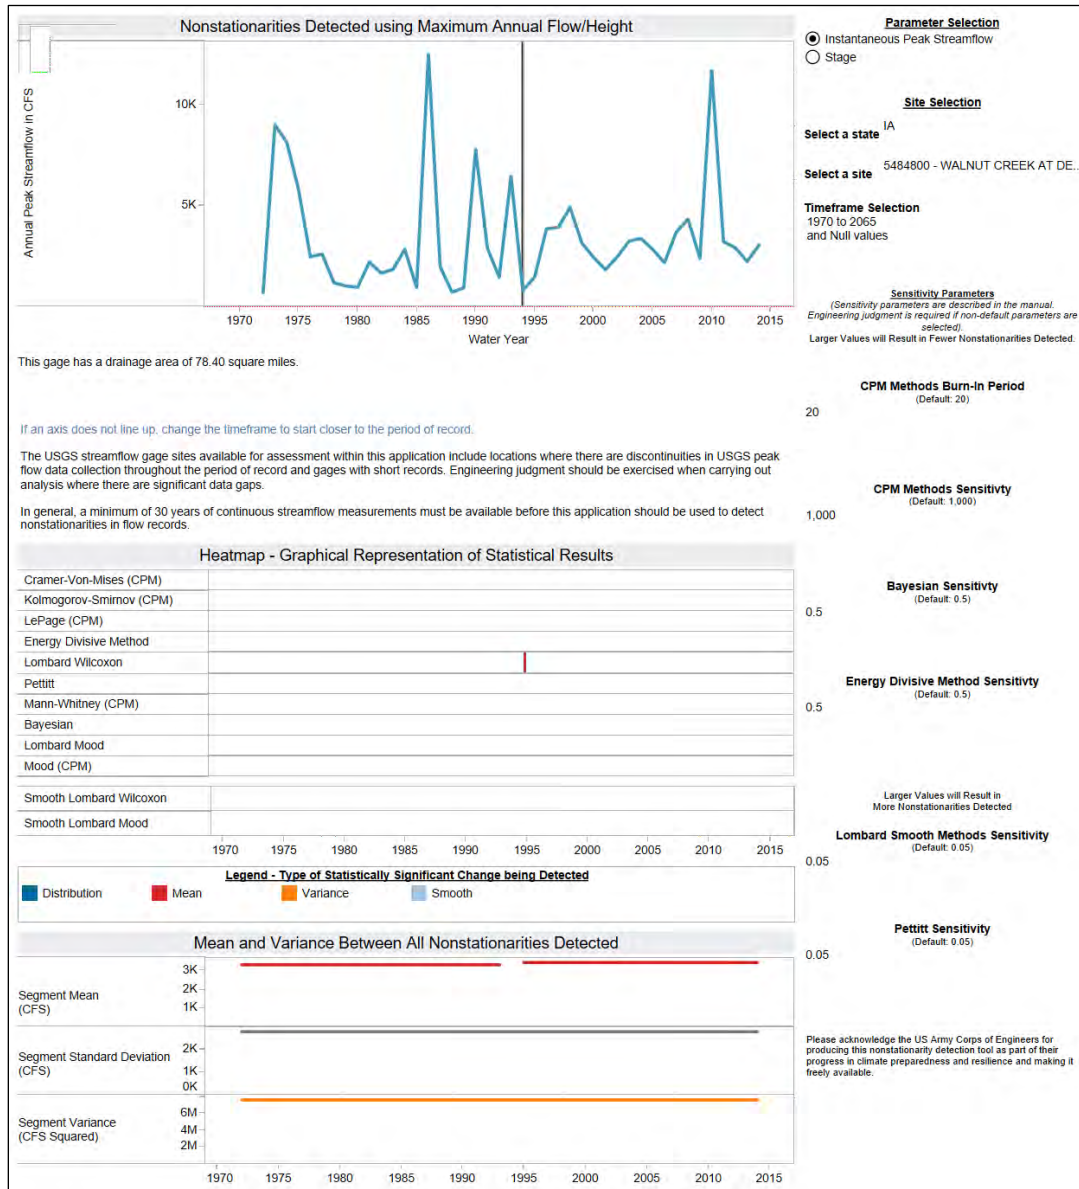 Nonstationarities Detected using Maximum Annual Flow/Height
Annual Peak Streamflow in CFS
10K
5K
1970 1975 1980 1985 1990 1995 2000 2005 2010 2015
Water Year
This gage has a drainage area of 78.40 square miles.
If an axis does not line up, change the timeframe to start closer to the period of record.
The USGS streamflow gage sites available for assessment within this application include locations where there are discontinuities in USGS peak
flow data collection throughout the period of record and gages with short records. Engineering judgment should be exercised when carrying out
analysis where there are significant data gaps.
In general, a minimum of 30 years of continuous streamflow measurements must be available before this application should be used to detect
nonstationarities in flow records.
Heatmap - Graphical Representation of Statistical Results
Cramer-Von-Mises (CPM)
Kolmogorov-Smirnov (CPM)
LePage (CPM)
Energy Divisive Method
Lombard Wilcoxon
Pettitt
Mann-Whitney (CPM)
Bayesian
Lombard Mood
Mood (CPM)
Smooth Lombard Wilcoxon
Smooth Lombard Mood
1970 1975 1980 1985 1990 1995 2000 2005 2010 2015
Legend - Type of Statistically Significant Change being Detected
Distribution Mean Variance Smooth
Mean and Variance Between All Nonstationarities Detected
Segment Mean
(CFS)
3K
2K
1K
Segment Standard Deviation
(CFS)
2K
1K
0K
Segment Variance
(CFS Squared)
6M
4M
2M
1970 1975 1980 1985 1990 1995 2000 2005 2010 2015
Parameter Selection
Instantaneous Peak Streamflow
Stage
Site Selection
Select a state IA
Select a site 5484800 - WALNUT CREEK AT DE..
Timeframe Selection
1970 to 2065
and Null values
Sensitivity Parameters
(Sensitivity parameters are described in the manual.
Engineering judgment is required if non-default parameters are
selected).
Larger Values will Result in Fewer Nonstationarities Detected.
CPM Methods Burn-In Period
(Default: 20)
20
CPM Methods Sensitivty
(Default: 1,000)
1,000
Bayesian Sensitivty
(Default: 0.5)
0.5
Energy Divisive Method Sensitivty
(Default: 0.5)
0.5
Larger Values will Result in
More Nonstationarities Detected
Lombard Smooth Methods Sensitivity
(Default: 0.05)
0.05
Pettitt Sensitivity
(Default: 0.05)
0.05
Please acknowledge the US Army Corps of Engineers for
producing this nonstationarity detection tool as part of their
progress in climate preparedness and resilience and making it
freely available.